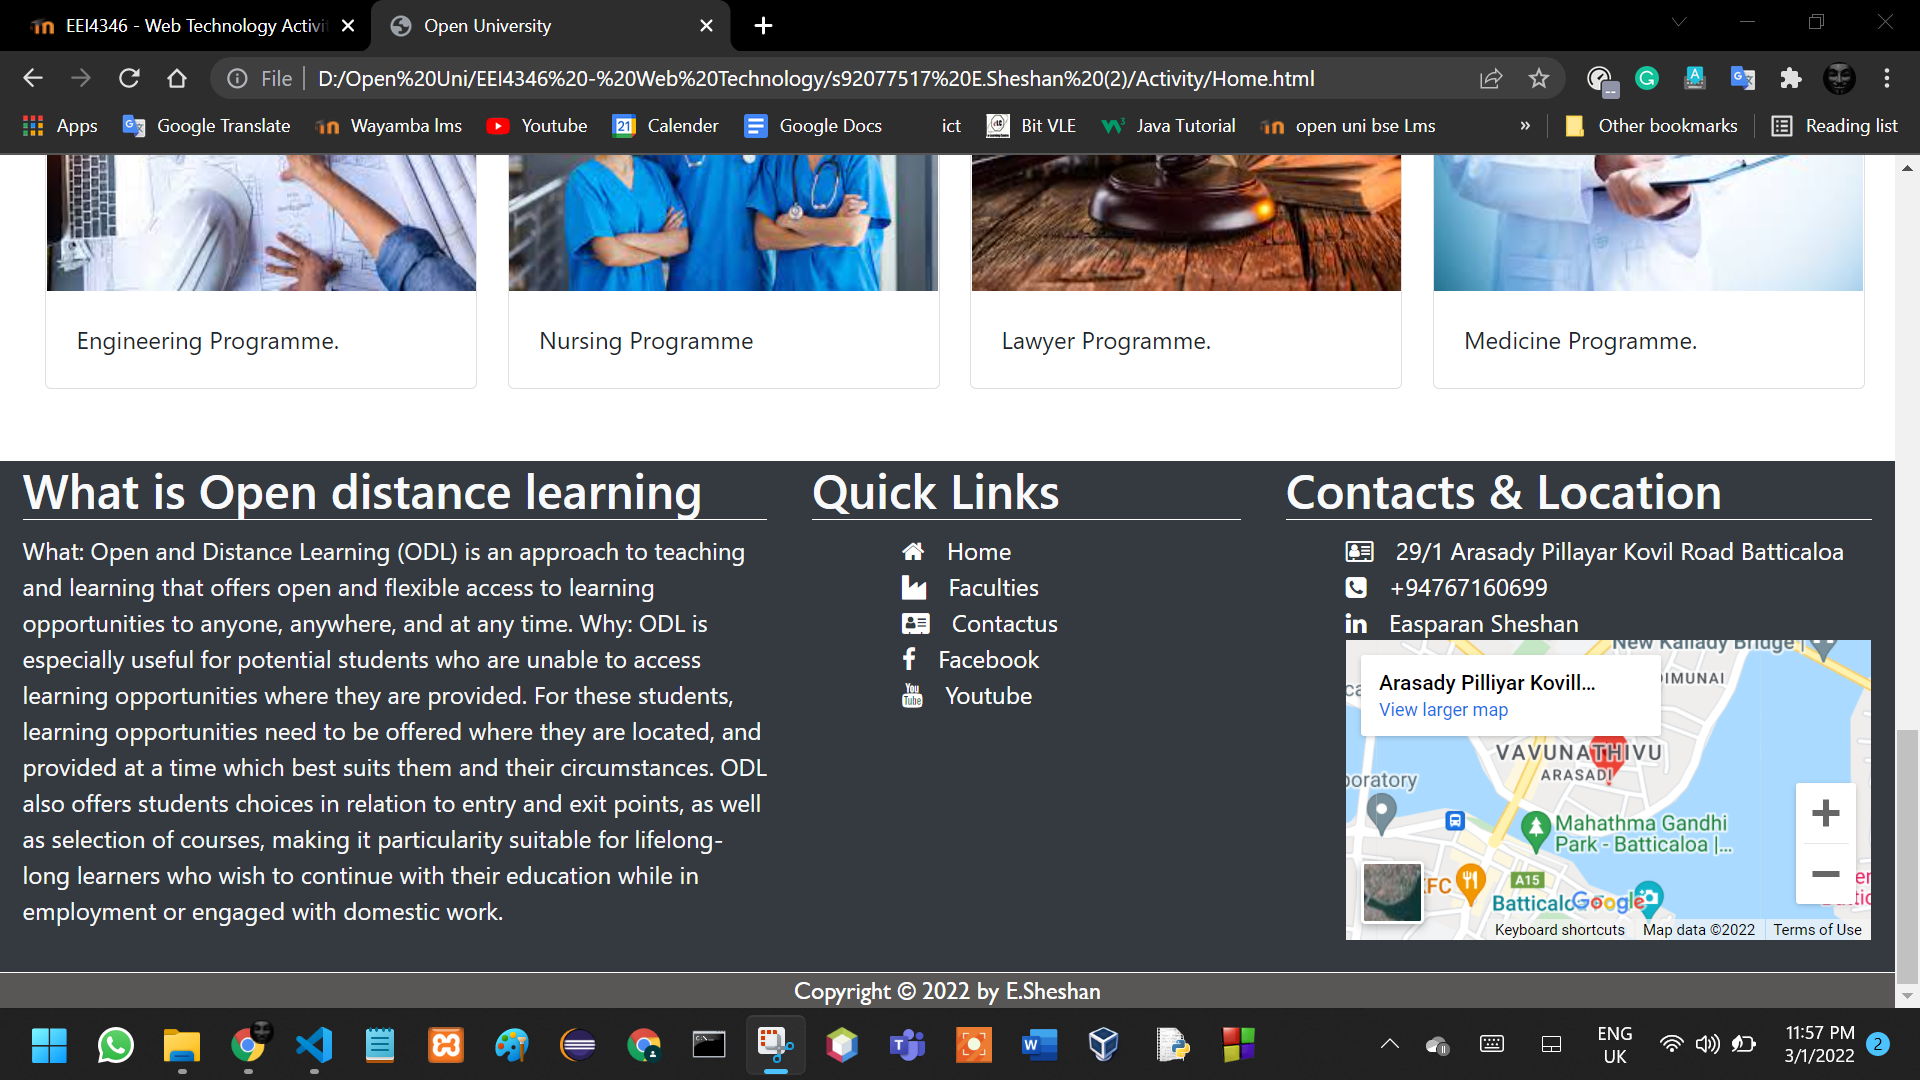 EEI4346 - Web Technology Activi
Open University
File
D:/Open%20Uni/EEI4346%20-%20Web%20Technology/s92077517%20E.Sheshan%20(2)/Activity/Home.html
Apps
Google Translate
Wayamba lms
Youtube
Calender
Google Docs
ict
Bit VLE
Java Tutorial
open uni bse Lms
»
Other bookmarks
Reading list
Engineering Programme.
Nursing Programme
Lawyer Programme.
Medicine Programme.
What is Open distance learning
What: Open and Distance Learning (ODL) is an approach to teaching
and learning that offers open and flexible access to learning
opportunities to anyone, anywhere, and at any time. Why: ODL is
especially useful for potential students who are unable to access
learning opportunities where they are provided. For these students,
learning opportunities need to be offered where they are located, and
provided at a time which best suits them and their circumstances. ODL
also offers students choices in relation to entry and exit points, as well
as selection of courses, making it particularity suitable for lifelong-
long learners who wish to continue with their education while in
employment or engaged with domestic work.
Quick Links
Home
Faculties
Contactus
Facebook
Youtube
Contacts & Location
29/1 Arasady Pillayar Kovil Road Batticaloa
+94767160699
Easparan Sheshan
New Kallady Bridge |
DIMUNAI
Arasady Pilliyar Kovill...
View larger map
VAVUNATHIVU
ARASADI
boratory
Mahathma Gandhi
Park - Batticaloa |...
KFC
A15
Batticalo
Google
Keyboard shortcuts
Map data ©2022
Terms of Use
Copyright © 2022 by E.Sheshan
ENG
UK
11:57 PM
3/1/2022
2